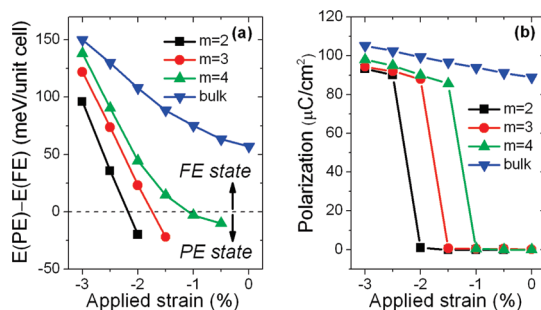 (a)
m=2
m=3
m=4
bulk
150
100
50
0
-50
E(PE)-E(FE) (meV/unit cell)
FE state
PE state
-3
-2
-1
0
Applied strain (%)
(b)
m=2
m=3
m=4
bulk
120
100
80
60
40
20
0
Polarization (μC/cm²)
-3
-2
-1
0
Applied strain (%)